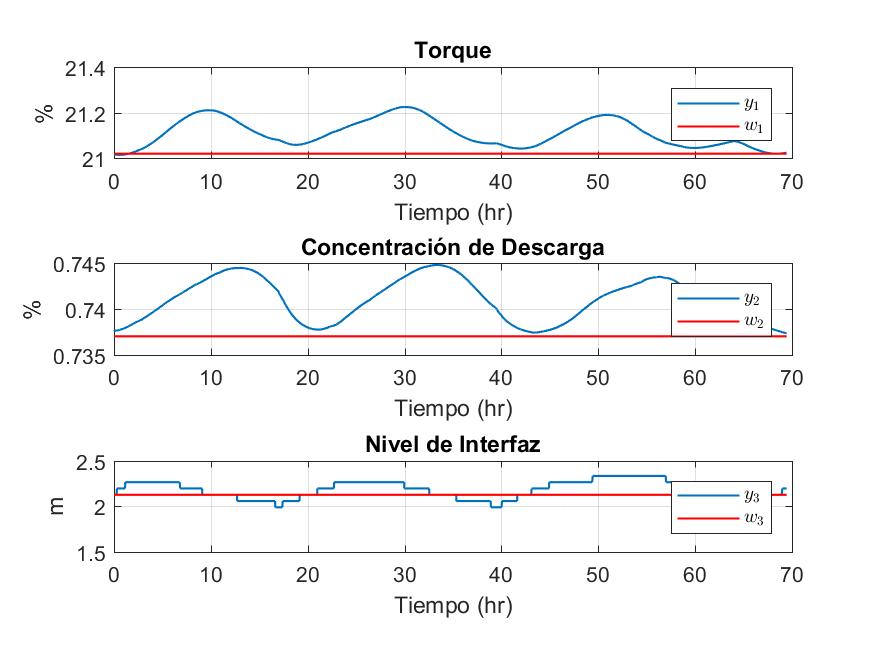 Torque
%
21.4
21.2
21
y₁
w₁
0 10 20 30 40 50 60 70
Tiempo (hr)
Concentración de Descarga
%
0.745
0.74
0.735
y₂
w₂
0 10 20 30 40 50 60 70
Tiempo (hr)
Nivel de Interfaz
m
2.5
2
1.5
y₃
w₃
0 10 20 30 40 50 60 70
Tiempo (hr)